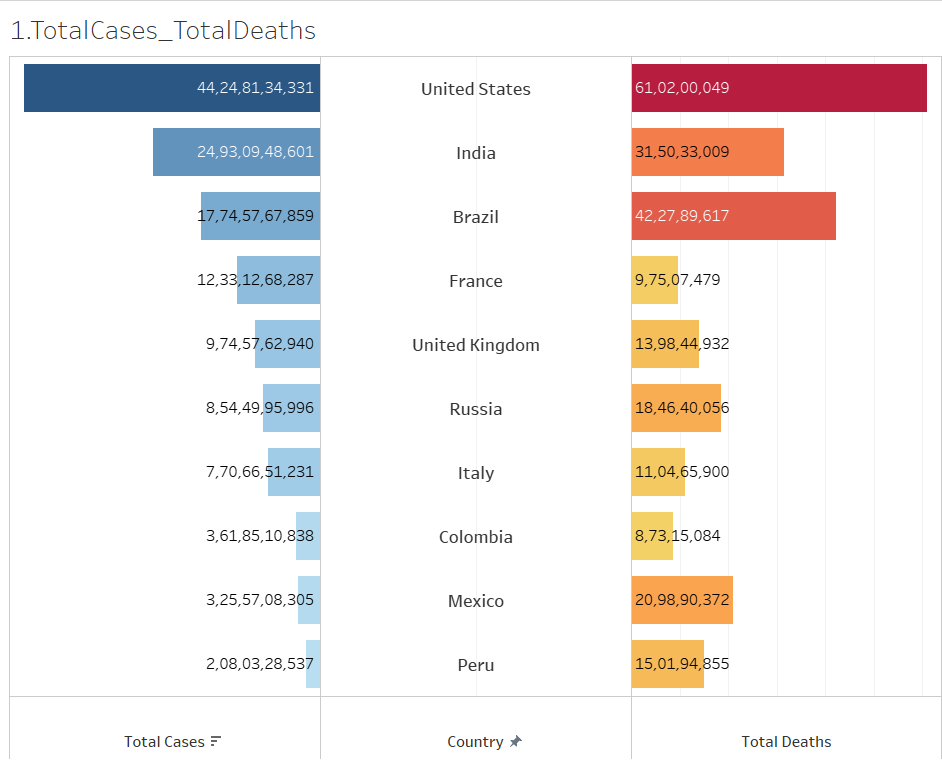 1.TotalCases_TotalDeaths
44,24,81,34,331 United States 61,02,00,049
24,93,09,48,601 India 31,50,33,009
17,74,57,67,859 Brazil 42,27,89,617
12,33,12,68,287 France 9,75,07,479
9,74,57,62,940 United Kingdom 13,98,44,932
8,54,49,95,996 Russia 18,46,40,056
7,70,66,51,231 Italy 11,04,65,900
3,61,85,10,838 Colombia 8,73,15,084
3,25,57,08,305 Mexico 20,98,90,372
2,08,03,28,537 Peru 15,01,94,855
Total Cases Country Total Deaths